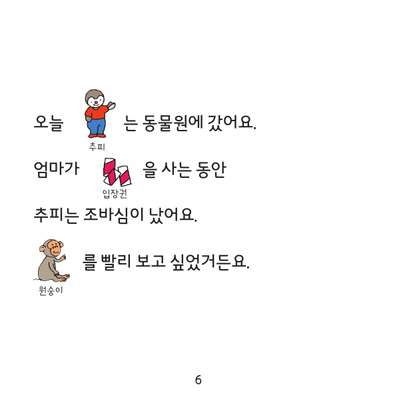 오늘 는 동물원에 갔어요.
추피
엄마가 을 사는 동안
입장권
추피는 조바심이 났어요.
를 빨리 보고 싶었거든요.
원숭이
6